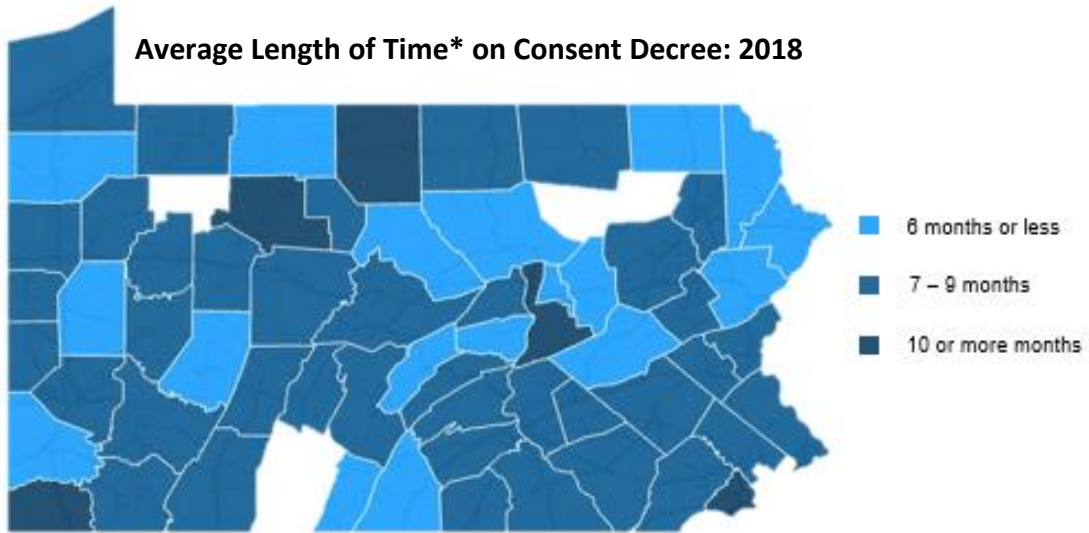 Average Length of Time* on Consent Decree: 2018
6 months or less
7 – 9 months
10 or more months